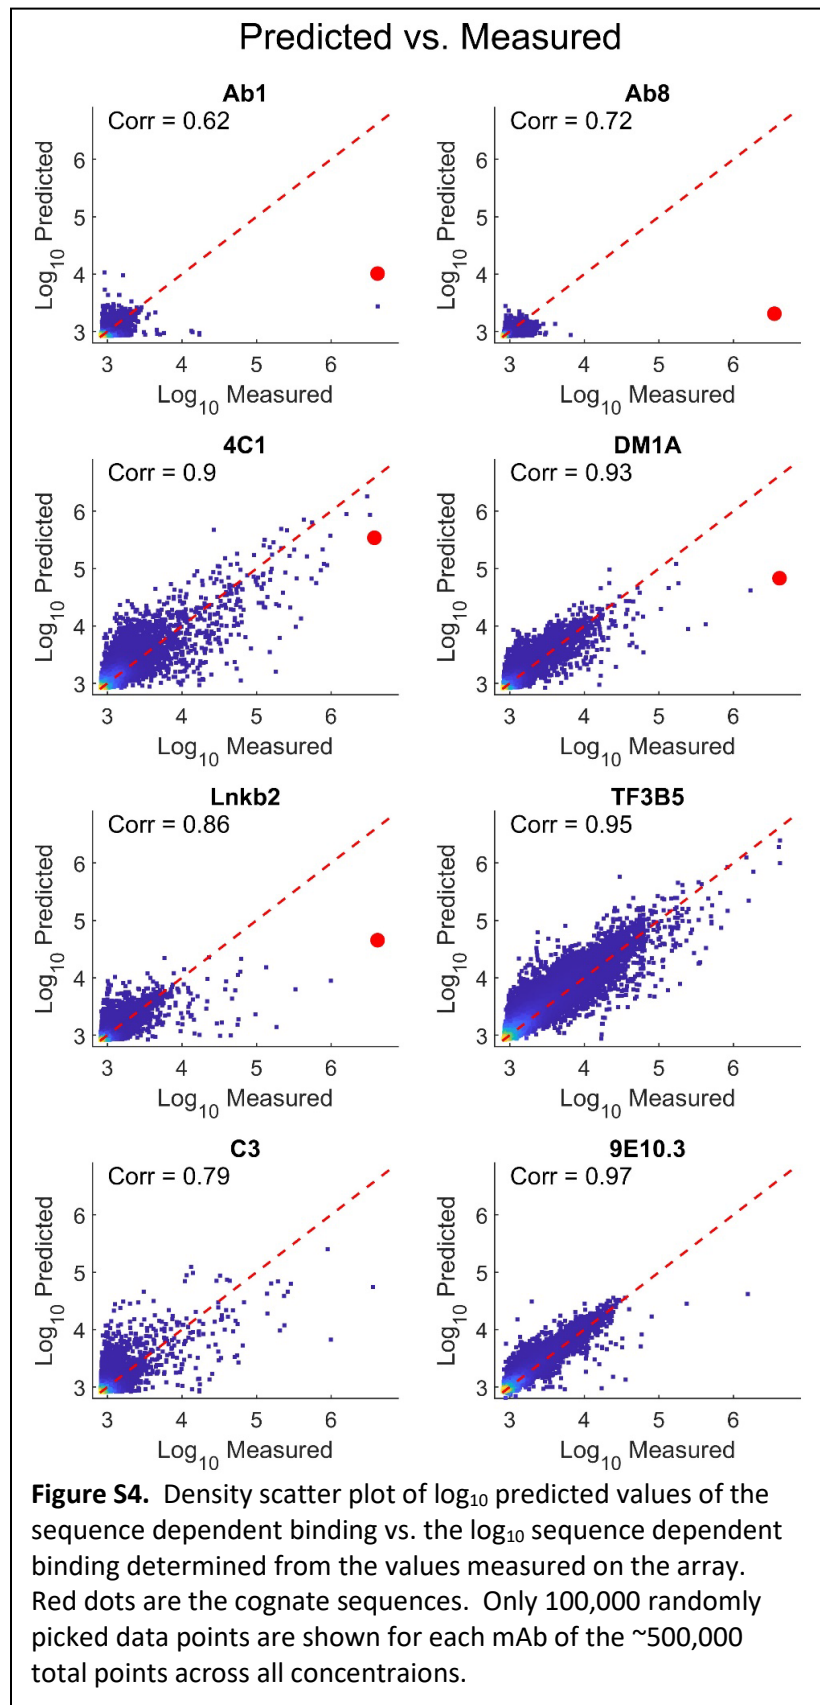 Predicted vs. Measured
Ab1
Corr = 0.62
6
5
4
3
Log10 Predicted
3 4 5 6
Log10 Measured
Ab8
Corr = 0.72
6
5
4
3
Log10 Predicted
3 4 5 6
Log10 Measured
4C1
Corr = 0.9
6
5
4
3
Log10 Predicted
3 4 5 6
Log10 Measured
DM1A
Corr = 0.93
6
5
4
3
Log10 Predicted
3 4 5 6
Log10 Measured
Lnkb2
Corr = 0.86
6
5
4
3
Log10 Predicted
3 4 5 6
Log10 Measured
TF3B5
Corr = 0.95
6
5
4
3
Log10 Predicted
3 4 5 6
Log10 Measured
C3
Corr = 0.79
6
5
4
3
Log10 Predicted
3 4 5 6
Log10 Measured
9E10.3
Corr = 0.97
6
5
4
3
Log10 Predicted
3 4 5 6
Log10 Measured
Figure S4. Density scatter plot of log10 predicted values of the
sequence dependent binding vs. the log10 sequence dependent
binding determined from the values measured on the array.
Red dots are the cognate sequences. Only 100,000 randomly
picked data points are shown for each mAb of the ~500,000
total points across all concentraions.